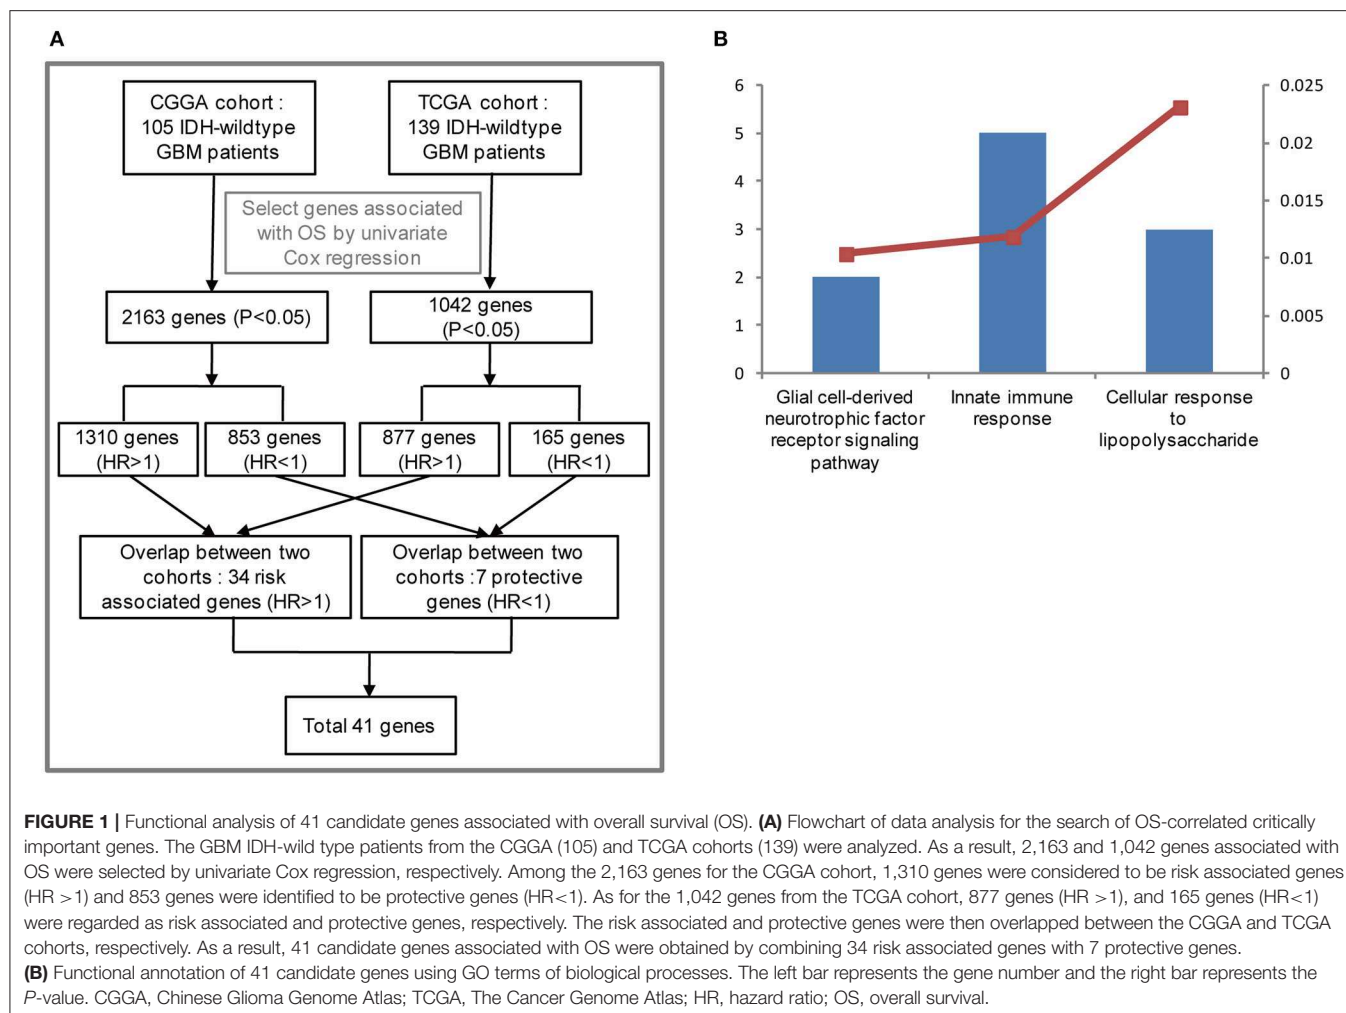 A
CGGA cohort :
105 IDH-wildtype
GBM patients
TCGA cohort :
139 IDH-wildtype
GBM patients
Select genes associated
with OS by univariate
Cox regression
2163 genes (P<0.05)
1042 genes
(P<0.05)
1310 genes
(HR>1)
853 genes
(HR<1)
877 genes
(HR>1)
165 genes
(HR<1)
Overlap between two
cohorts : 34 risk
associated genes (HR>1)
Overlap between two
cohorts :7 protective
genes (HR<1)
Total 41 genes
B
6
5
4
3
2
1
0
0.025
0.02
0.015
0.01
0.005
0
Glial cell-derived
neurotrophic factor
receptor signaling
pathway
Innate immune
response
Cellular response
to
lipopolysaccharide
FIGURE 1 | Functional analysis of 41 candidate genes associated with overall survival (OS). (A) Flowchart of data analysis for the search of OS-correlated critically
important genes. The GBM IDH-wild type patients from the CGGA (105) and TCGA cohorts (139) were analyzed. As a result, 2,163 and 1,042 genes associated with
OS were selected by univariate Cox regression, respectively. Among the 2,163 genes for the CGGA cohort, 1,310 genes were considered to be risk associated genes
(HR >1) and 853 genes were identified to be protective genes (HR<1). As for the 1,042 genes from the TCGA cohort, 877 genes (HR >1), and 165 genes (HR<1)
were regarded as risk associated and protective genes, respectively. The risk associated and protective genes were then overlapped between the CGGA and TCGA
cohorts, respectively. As a result, 41 candidate genes associated with OS were obtained by combining 34 risk associated genes with 7 protective genes.
(B) Functional annotation of 41 candidate genes using GO terms of biological processes. The left bar represents the gene number and the right bar represents the
P-value. CGGA, Chinese Glioma Genome Atlas; TCGA, The Cancer Genome Atlas; HR, hazard ratio; OS, overall survival.